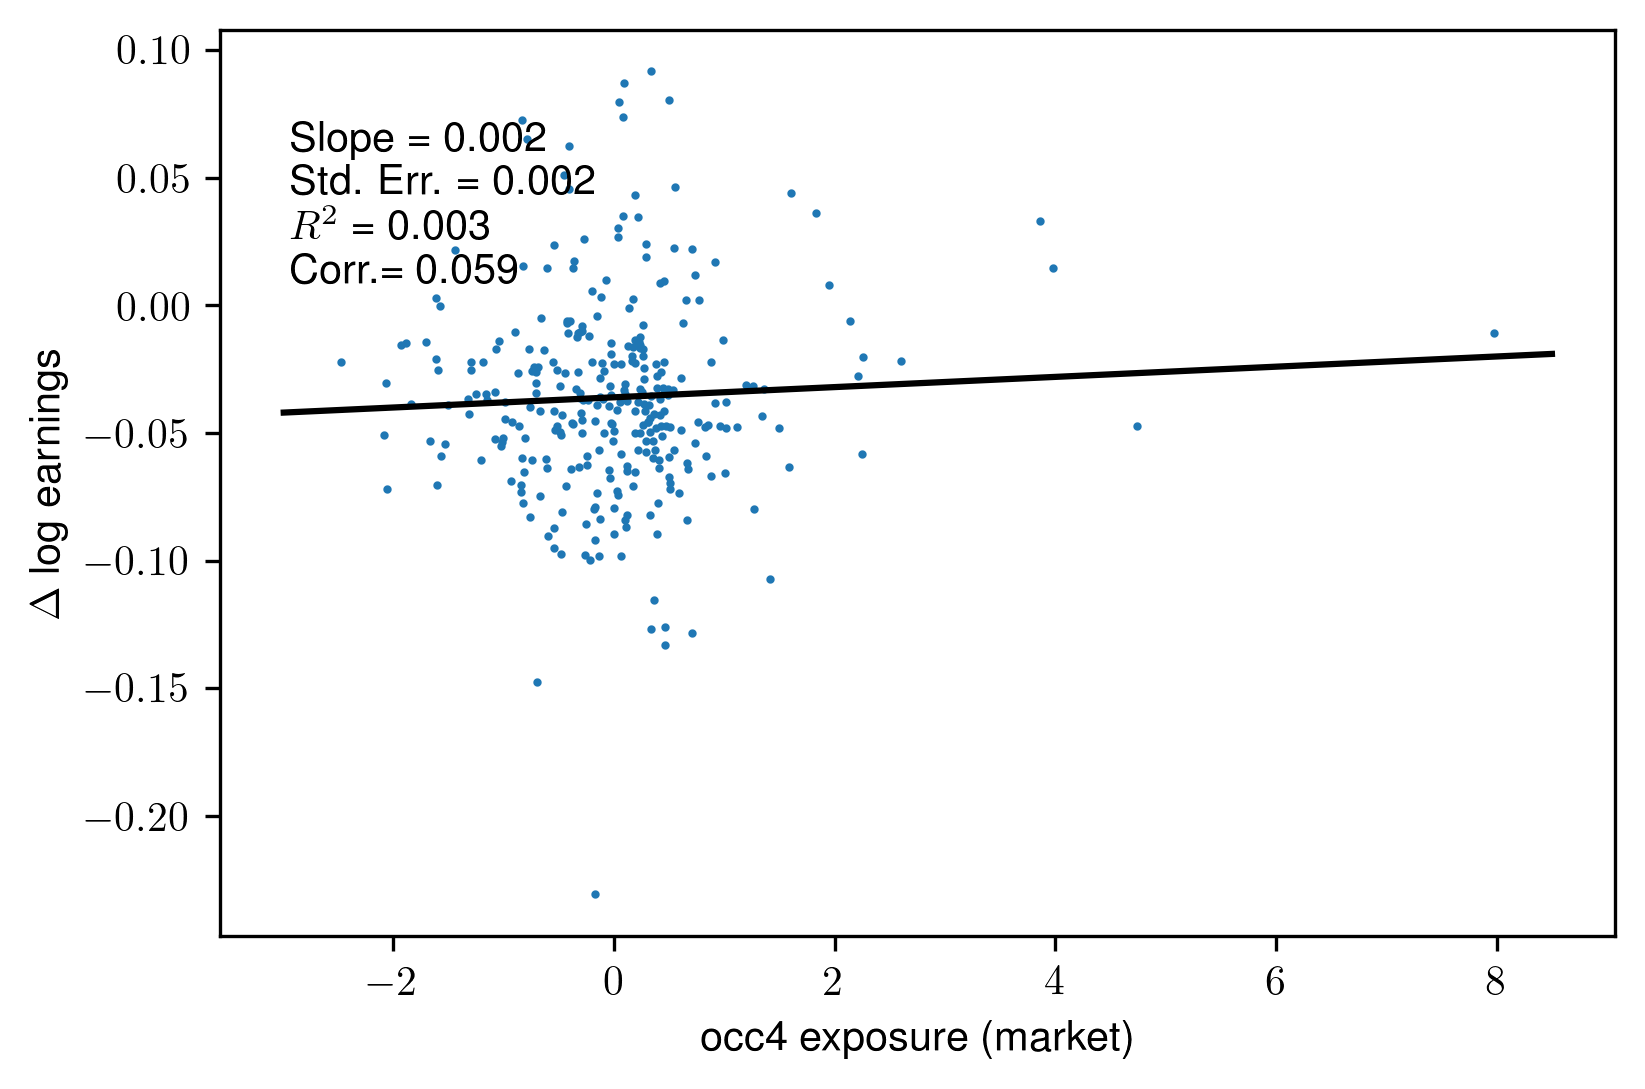 0.10
0.05
0.00
−0.05
−0.10
−0.15
−0.20
Δ log earnings
Slope = 0.002
Std. Err. = 0.002
R² = 0.003
Corr.= 0.059
−2 0 2 4 6 8
occ4 exposure (market)